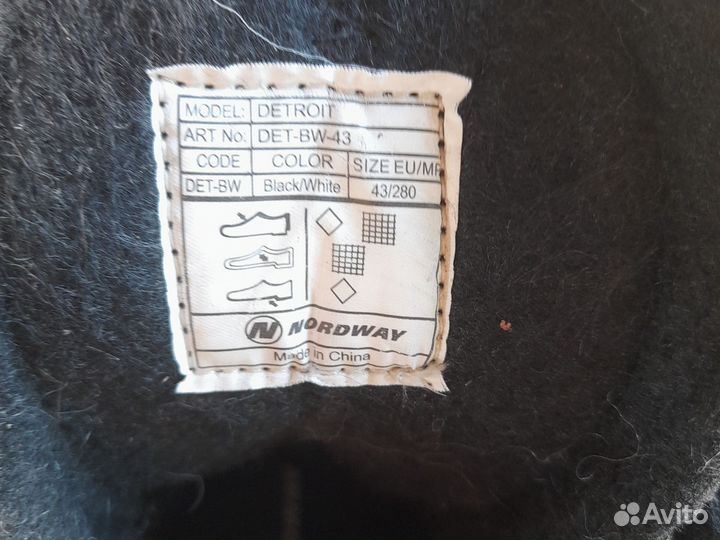 MODEL: DETROIT
ART No: DET-BW-43
CODE COLOR SIZE EU/MP
DET-BW Black/White 43/280
N NORDWAY
Made in China
Avito